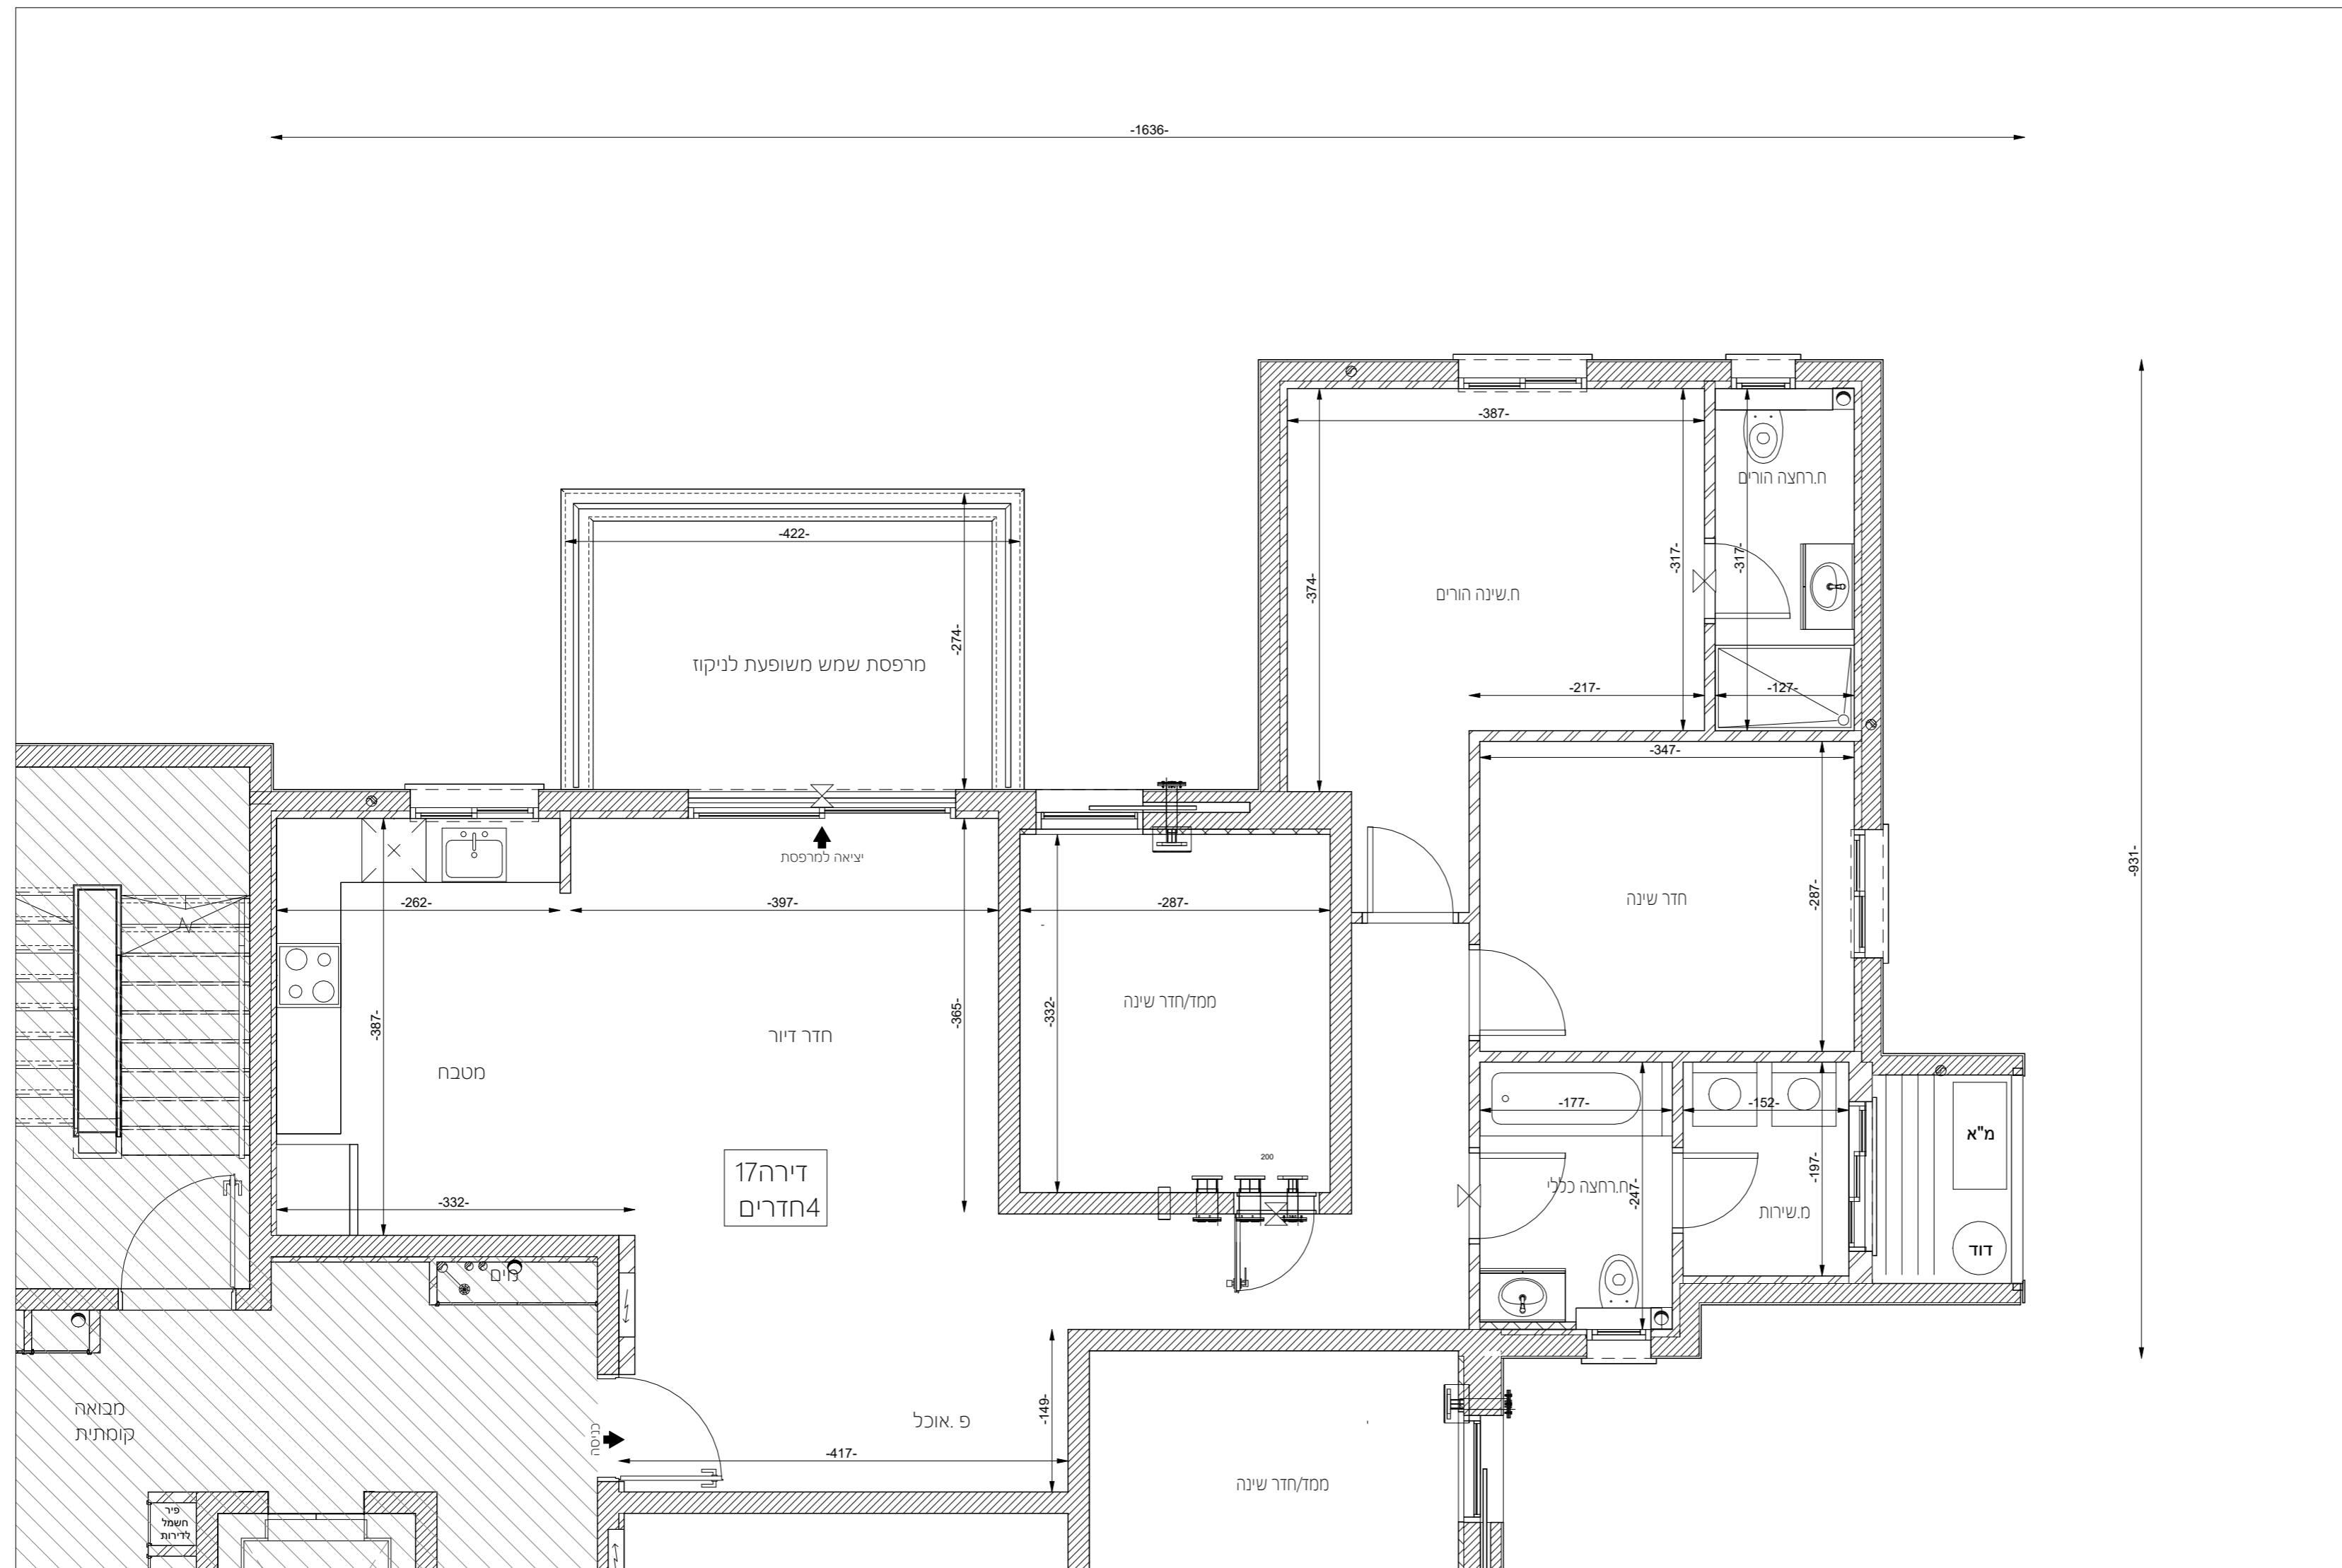 -1636-
-387-
ח.רחצה הורים
-422-
-374-
-317-
-317-
ח.שינה הורים
-274-
מרפסת שמש משופעת לניקוז
-217-
-127-
-347-
יציאה למרפסת
-931-
-287-
חדר שינה
-262-
-397-
-287-
ממד/חדר שינה
-387-
-365-
-332-
חדר דיור
מטבח
-177-
-152-
מ"א
200
דירה17
4חדרים
-332-
ח.רחצה כללי
-247-
-197-
מ.שירות
דוד
מים
מבואה
קומתית
כניסה
פ .אוכל
-149-
-417-
ממד/חדר שינה
פיר
חשמל
לדירות